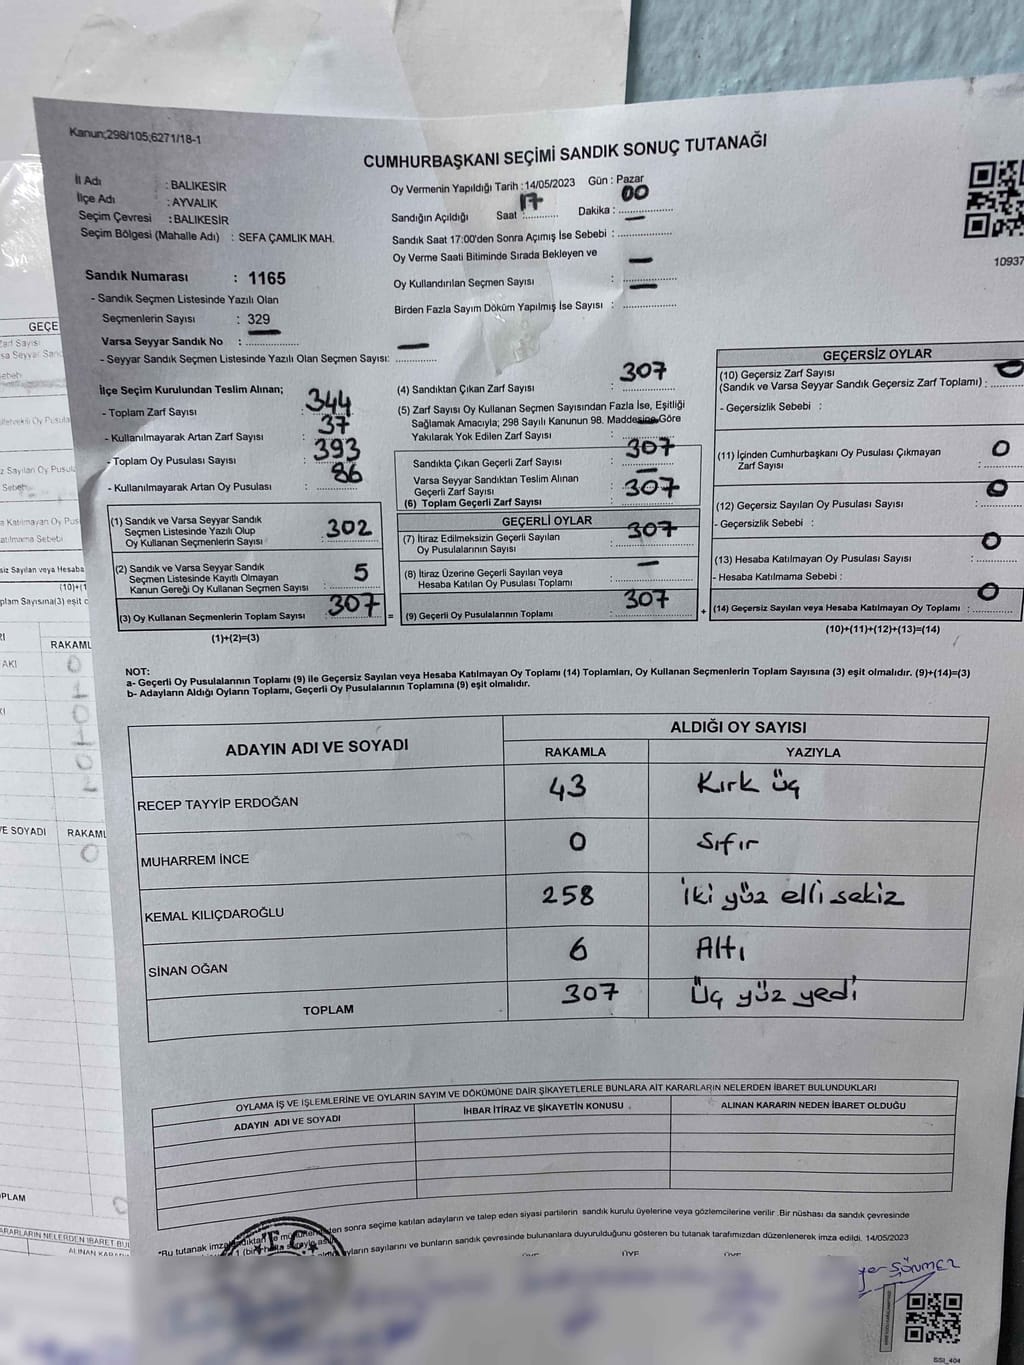 Kanun;298/105;6271/18-1
CUMHURBAŞKANI SEÇİMİ SANDIK SONUÇ TUTANAĞI
İl Adı : BALIKESİR
İlçe Adı : AYVALIK
Seçim Çevresi : BALIKESİR
Seçim Bölgesi (Mahalle Adı) : SEFA ÇAMLIK MAH.
Oy Vermenin Yapıldığı Tarih :14/05/2023 Gün : Pazar
Sandığın Açıldığı Saat : 17 Dakika : 00
Sandık Saat 17:00'den Sonra Açımış İse Sebebi : —
Oy Verme Saati Bitiminde Sırada Bekleyen ve
Oy Kullandırılan Seçmen Sayısı : —
Birden Fazla Sayım Döküm Yapılmış İse Sayısı : —
10937
Sandık Numarası : 1165
- Sandık Seçmen Listesinde Yazılı Olan
Seçmenlerin Sayısı : 329
Varsa Seyyar Sandık No : —
- Seyyar Sandık Seçmen Listesinde Yazılı Olan Seçmen Sayısı: —
İlçe Seçim Kurulundan Teslim Alınan;
- Toplam Zarf Sayısı : 344
- Kullanılmayarak Artan Zarf Sayısı : 37
- Toplam Oy Pusulası Sayısı : 393
- Kullanılmayarak Artan Oy Pusulası : 86
(1) Sandık ve Varsa Seyyar Sandık
Seçmen Listesinde Yazılı Olup
Oy Kullanan Seçmenlerin Sayısı 302
(2) Sandık ve Varsa Seyyar Sandık
Seçmen Listesinde Kayıtlı Olmayan
Kanun Gereği Oy Kullanan Seçmen Sayısı 5
(3) Oy Kullanan Seçmenlerin Toplam Sayısı 307 =
(1)+(2)=(3)
(4) Sandıktan Çıkan Zarf Sayısı : 307
(5) Zarf Sayısı Oy Kullanan Seçmen Sayısından Fazla İse, Eşitliği
Sağlamak Amacıyla; 298 Sayılı Kanunun 98. Maddesine Göre
Yakılarak Yok Edilen Zarf Sayısı : —
Sandıkta Çıkan Geçerli Zarf Sayısı : 307
Varsa Seyyar Sandıktan Teslim Alınan
Geçerli Zarf Sayısı : —
(6) Toplam Geçerli Zarf Sayısı : 307
GEÇERLİ OYLAR
(7) İtiraz Edilmeksizin Geçerli Sayılan
Oy Pusulalarının Sayısı : 307
(8) İtiraz Üzerine Geçerli Sayılan veya
Hesaba Katılan Oy Pusulası Toplamı : —
(9) Geçerli Oy Pusulalarının Toplamı : 307 +
GEÇERSİZ OYLAR
(10) Geçersiz Zarf Sayısı
(Sandık ve Varsa Seyyar Sandık Geçersiz Zarf Toplamı) : 0
- Geçersizlik Sebebi :
(11) İçinden Cumhurbaşkanı Oy Pusulası Çıkmayan
Zarf Sayısı : 0
(12) Geçersiz Sayılan Oy Pusulası Sayısı : 0
- Geçersizlik Sebebi :
(13) Hesaba Katılmayan Oy Pusulası Sayısı : 0
- Hesaba Katılmama Sebebi :
(14) Geçersiz Sayılan veya Hesaba Katılmayan Oy Toplamı : 0
(10)+(11)+(12)+(13)=(14)
NOT:
a- Geçerli Oy Pusulalarının Toplamı (9) ile Geçersiz Sayılan veya Hesaba Katılmayan Oy Toplamı (14) Toplamları, Oy Kullanan Seçmenlerin Toplam Sayısına (3) eşit olmalıdır. (9)+(14)=(3)
b- Adayların Aldığı Oyların Toplamı, Geçerli Oy Pusulalarının Toplamına (9) eşit olmalıdır.
ADAYIN ADI VE SOYADI ALDIĞI OY SAYISI
RAKAMLA YAZIYLA
RECEP TAYYİP ERDOĞAN 43 Kırk üç
MUHARREM İNCE 0 Sıfır
KEMAL KILIÇDAROĞLU 258 İki yüz elli sekiz
SİNAN OĞAN 6 Altı
TOPLAM 307 Üç yüz yedi
OYLAMA İŞ VE İŞLEMLERİNE VE OYLARIN SAYIM VE DÖKÜMÜNE DAİR ŞİKAYETLERLE BUNLARA AİT KARARLARIN NELERDEN İBARET BULUNDUKLARI
ADAYIN ADI VE SOYADI İHBAR İTİRAZ VE ŞİKAYETİN KONUSU ALINAN KARARIN NEDEN İBARET OLDUĞU
*Bu tutanak sonra seçime katılan adayların ve talep eden siyasi partilerin sandık kurulu üyelerine veya gözlemcilerine verilir .Bir nüshası da sandık çevresinde
1 (bir) sayıların ve bunların sandık çevresinde bulunanlara duyurulduğunu gösteren bu tutanak tarafımızdan düzenlenerek imza edildi. 14/05/2023
T.C.
ÜYE ÜYE ÜYE
SÖNMEZ
SSI_404
GEÇE
Zarf Sayısı
RAKAML
AKI
VE SOYADI RAKAML
0
ALINAN